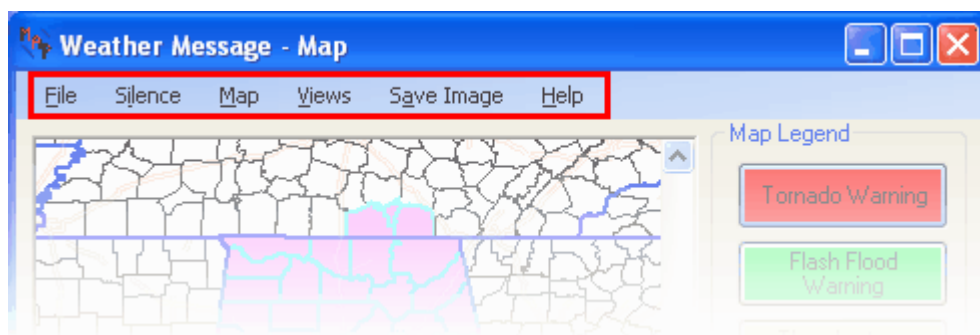 Weather Message - Map
File Silence Map Views Save Image Help
Map Legend
Tornado Warning
Flash Flood
Warning